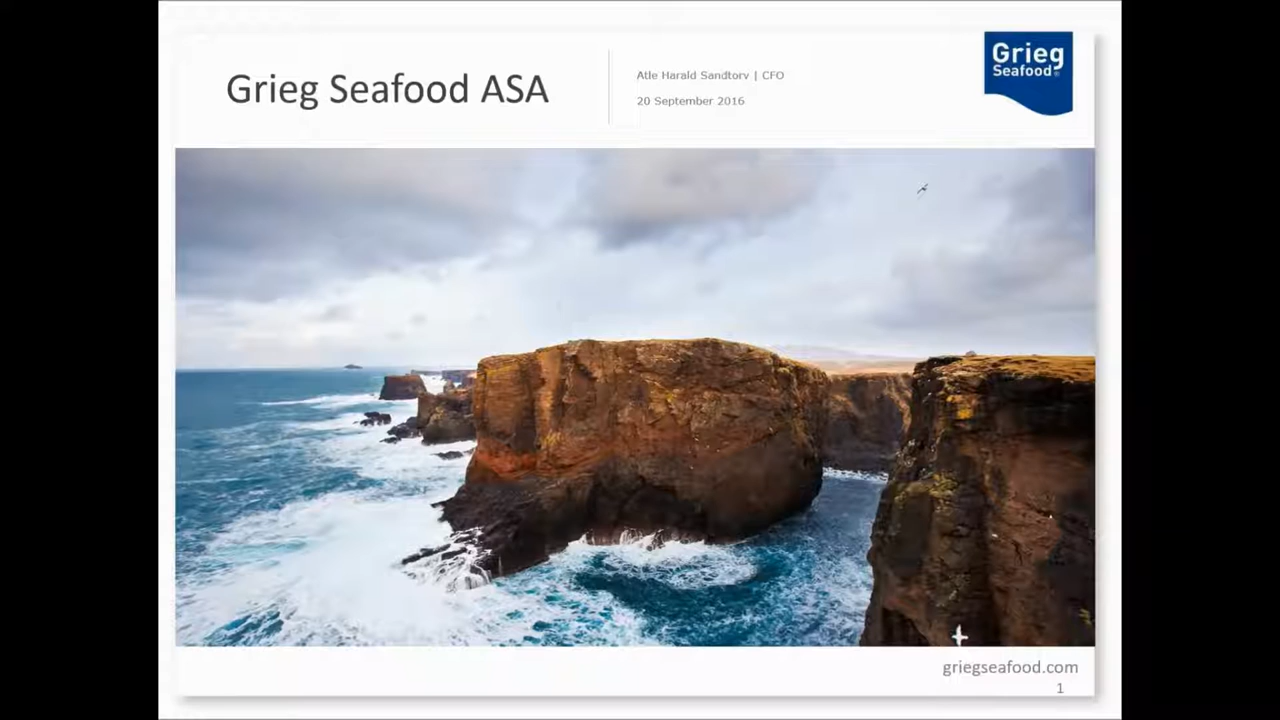 Grieg Seafood ASA
Atle Harald Sandtorv | CFO
20 September 2016
Grieg
Seafood®
griegseafood.com
1